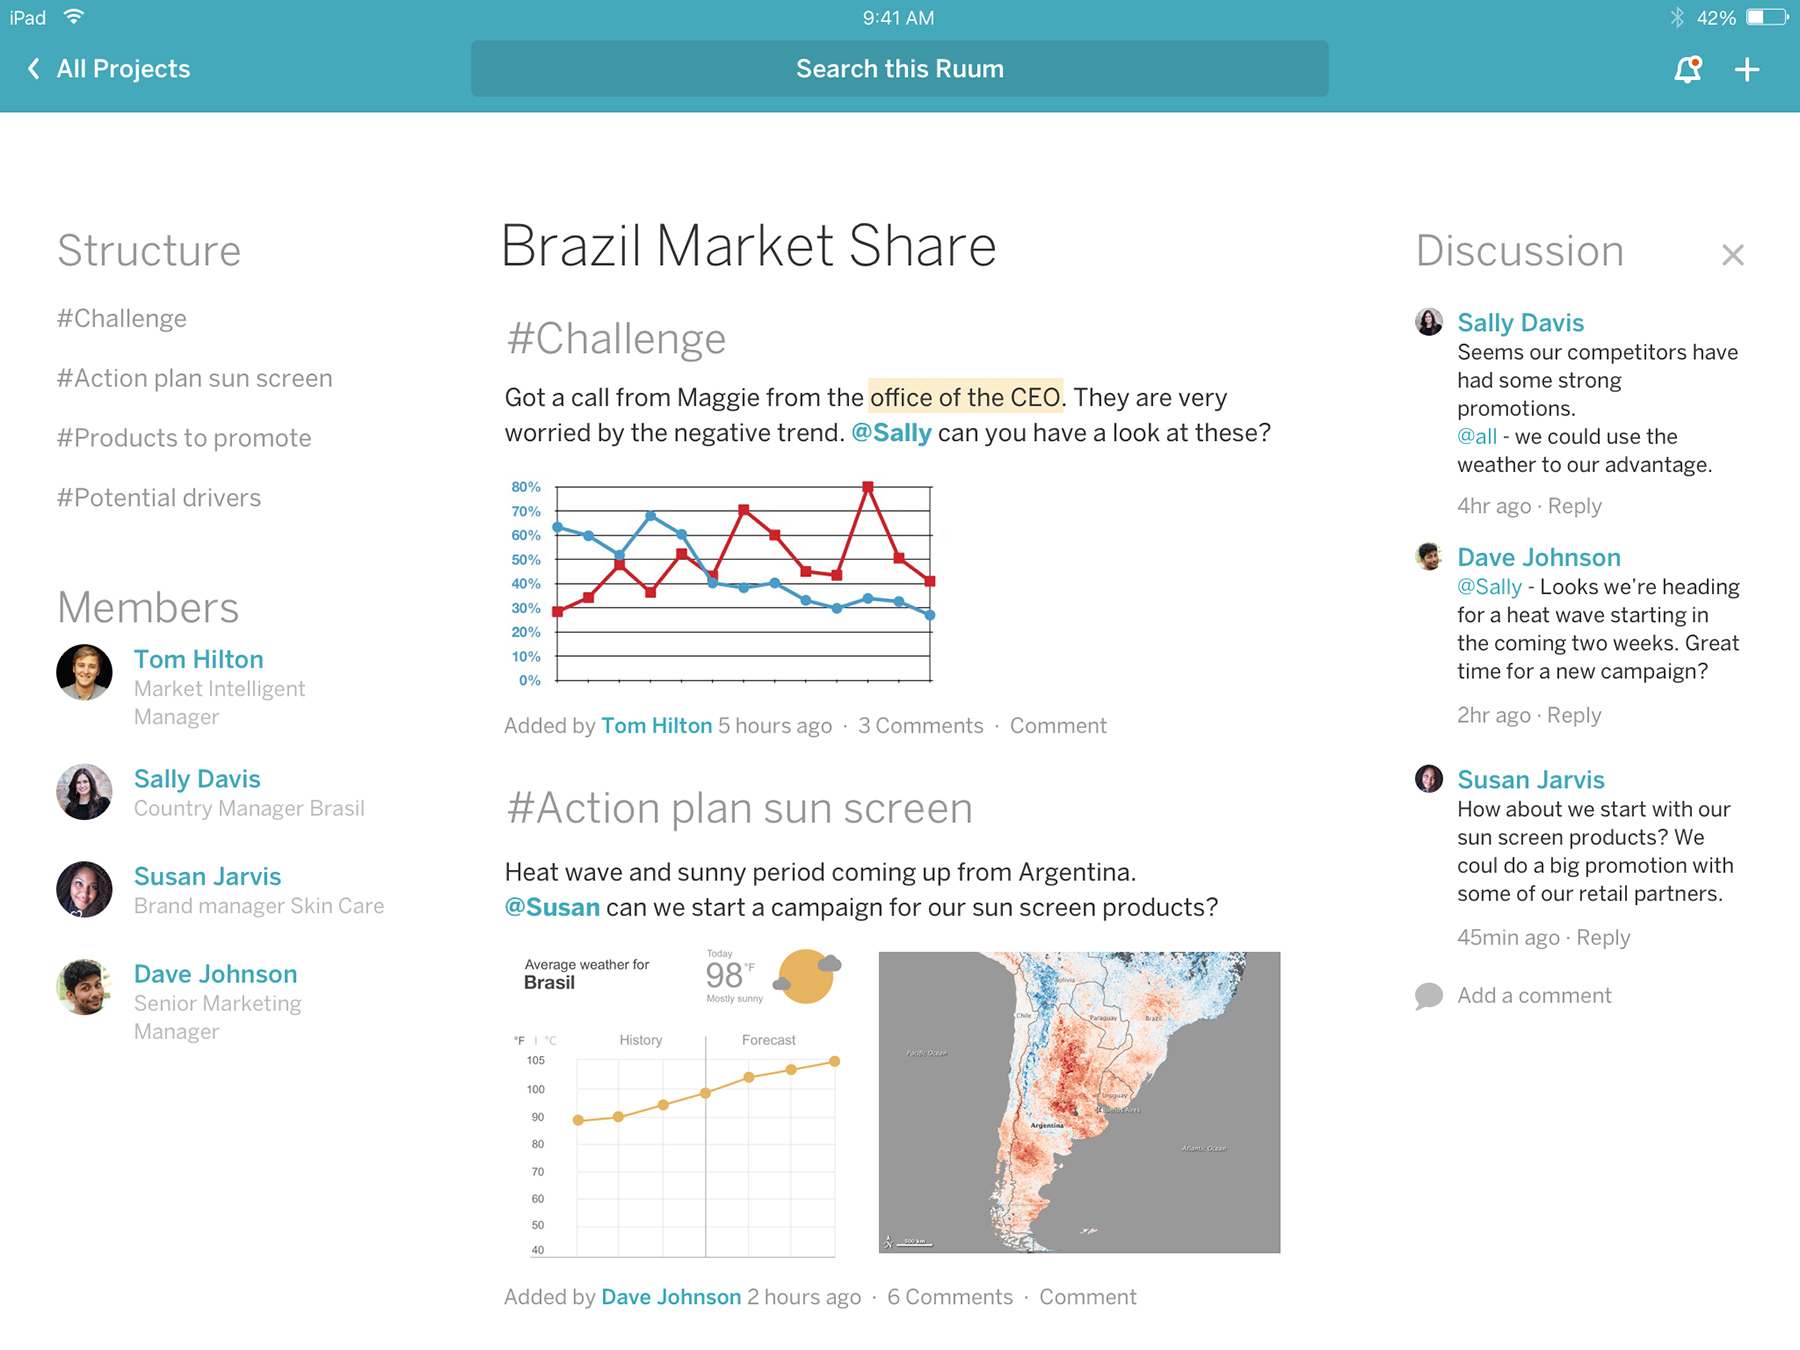 iPad
9:41 AM
42%
All Projects
Search this Ruum
Structure
#Challenge
#Action plan sun screen
#Products to promote
#Potential drivers
Members
Tom Hilton
Market Intelligent
Manager
Sally Davis
Country Manager Brasil
Susan Jarvis
Brand manager Skin Care
Dave Johnson
Senior Marketing
Manager
Brazil Market Share
#Challenge
Got a call from Maggie from the office of the CEO. They are very
worried by the negative trend. @Sally can you have a look at these?
80%
70%
60%
50%
40%
30%
20%
10%
0%
Added by Tom Hilton 5 hours ago · 3 Comments · Comment
#Action plan sun screen
Heat wave and sunny period coming up from Argentina.
@Susan can we start a campaign for our sun screen products?
Average weather for
Brasil
Today
98 °F
Mostly sunny
°F | °C
History
Forecast
105
100
90
80
70
60
50
40
Bolivia
Chile
Paraguay
Brazil
Pacific Ocean
Uruguay
Buenos Aires
Argentina
Atlantic Ocean
N
500 km
Added by Dave Johnson 2 hours ago · 6 Comments · Comment
Discussion
Sally Davis
Seems our competitors have
had some strong
promotions.
@all - we could use the
weather to our advantage.
4hr ago · Reply
Dave Johnson
@Sally - Looks we're heading
for a heat wave starting in
the coming two weeks. Great
time for a new campaign?
2hr ago · Reply
Susan Jarvis
How about we start with our
sun screen products? We
coul do a big promotion with
some of our retail partners.
45min ago · Reply
Add a comment